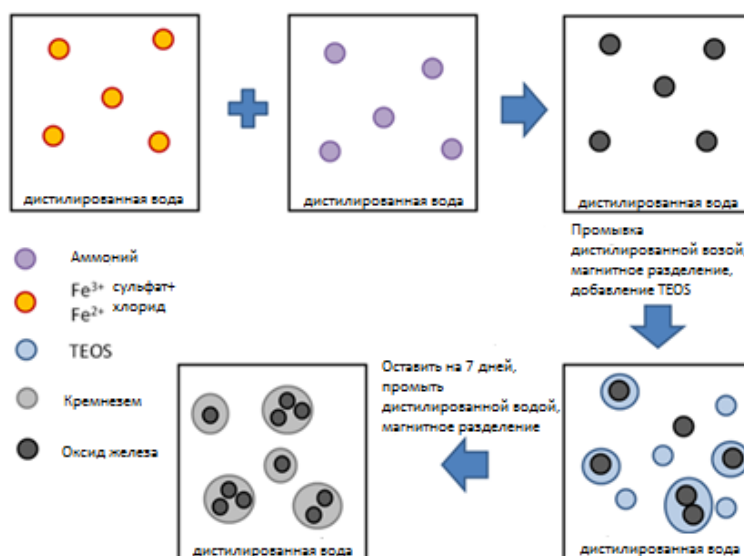 дистилированная вода
дистилированная вода
дистилированная вода
Промывка
дистилированной возой,
магнитное разделение,
добавление TEOS
Аммоний
Fe³⁺ сульфат+
Fe²⁺ хлорид
TEOS
Кремнезем
Оксид железа
Оставить на 7 дней,
промыть
дистилированной водой,
магнитное разделение
дистилированная вода
дистилированная вода